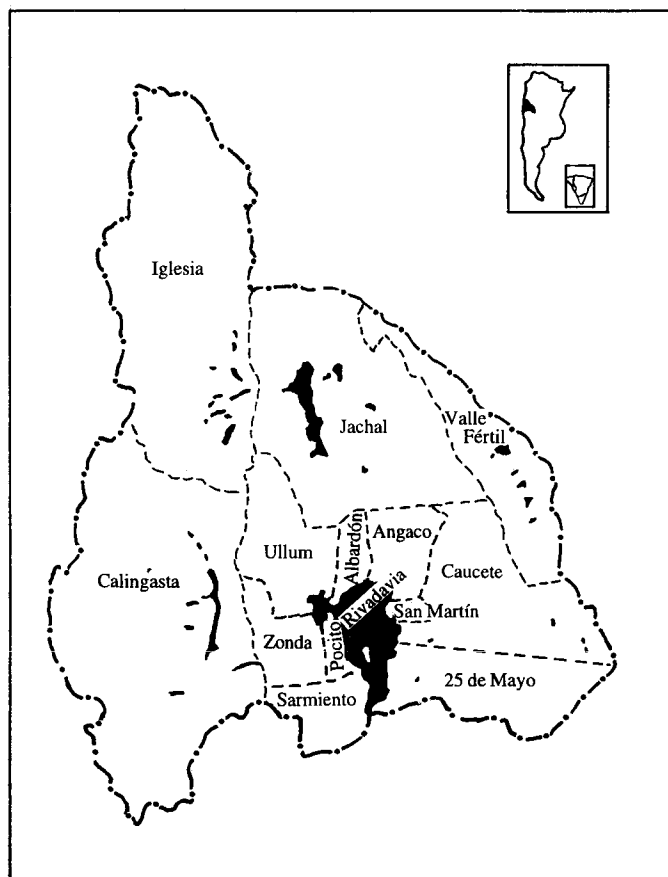 Iglesia
Jachal
Valle
Fértil
Ullum
Albardón
Angaco
Calingasta
Caucete
Rivadavia
San Martín
Zonda
Pocito
25 de Mayo
Sarmiento